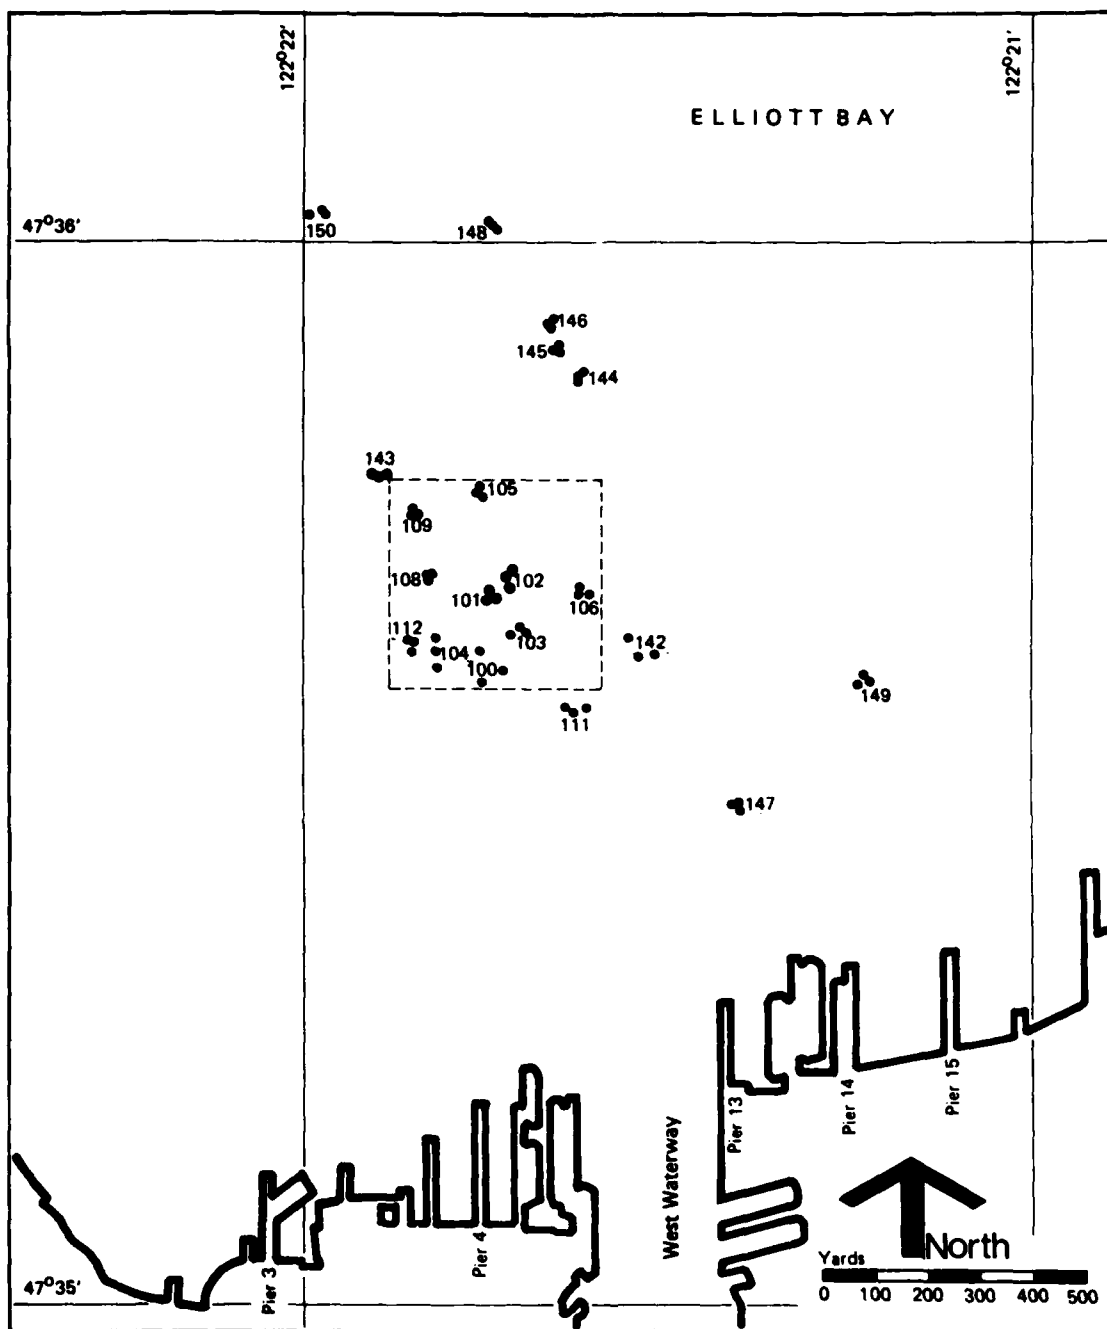 122°22'
122°21'
ELLIOTT BAY
47°36'
150
148
146
145
144
143
105
109
108
102
101
106
112
104
103
100
142
149
111
147
Pier 13
Pier 14
Pier 15
West Waterway
Pier 4
Pier 3
North
Yards
0 100 200 300 400 500
47°35'